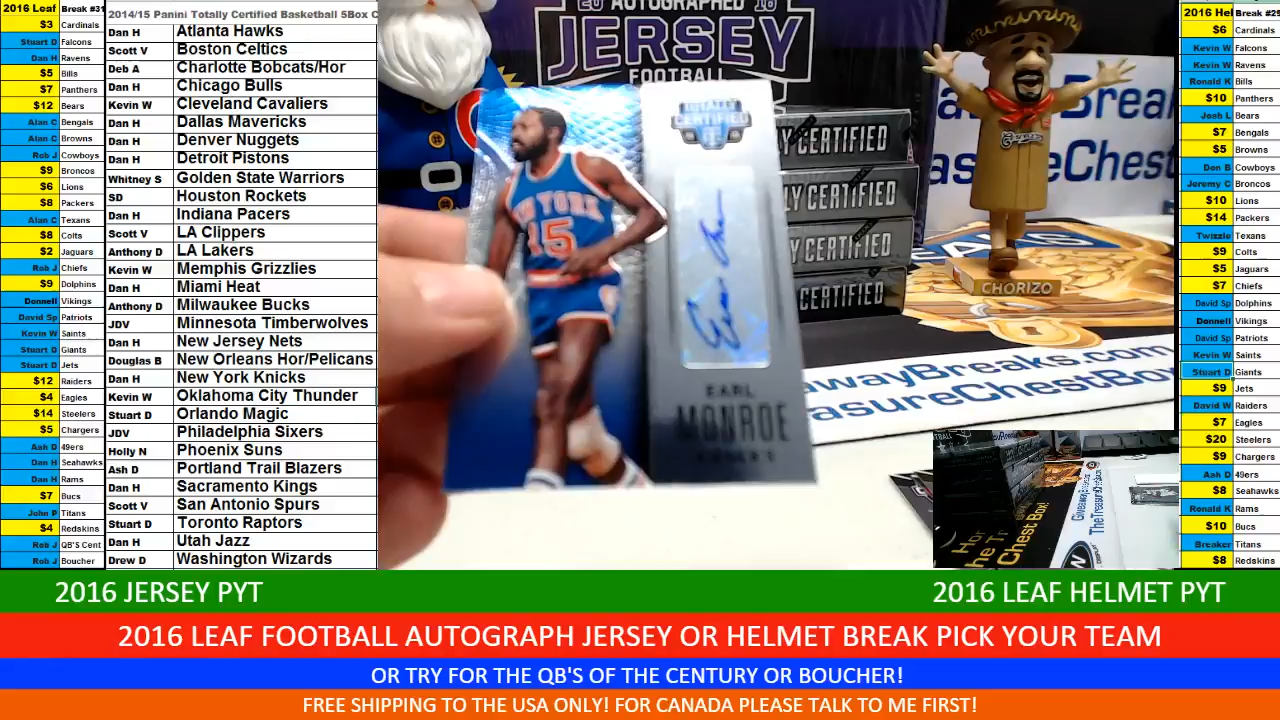 2016 Leaf Break #31
$3 Cardinals
Stuart D Falcons
Dan H Ravens
$5 Bills
$7 Panthers
$12 Bears
Alan C Bengals
Alan C Browns
Rob J Cowboys
$9 Broncos
$6 Lions
$8 Packers
Alan C Texans
$8 Colts
$2 Jaguars
Rob J Chiefs
$9 Dolphins
Donnell Vikings
David Sp Patriots
Kevin W Saints
Stuart D Giants
Stuart D Jets
$12 Raiders
$4 Eagles
$14 Steelers
$5 Chargers
Ash D 49ers
Dan H Seahawks
Dan H Rams
$7 Bucs
John P Titans
$4 Redskins
Rob J QB'S Cent
Rob J Boucher
2014/15 Panini Totally Certified Basketball 5Box C
Dan H Atlanta Hawks
Scott V Boston Celtics
Deb A Charlotte Bobcats/Hor
Dan H Chicago Bulls
Kevin W Cleveland Cavaliers
Dan H Dallas Mavericks
Dan H Denver Nuggets
Dan H Detroit Pistons
Whitney S Golden State Warriors
SD Houston Rockets
Dan H Indiana Pacers
Scott V LA Clippers
Anthony D LA Lakers
Kevin W Memphis Grizzlies
Dan H Miami Heat
Anthony D Milwaukee Bucks
JDV Minnesota Timberwolves
Dan H New Jersey Nets
Douglas B New Orleans Hor/Pelicans
Dan H New York Knicks
Kevin W Oklahoma City Thunder
Stuart D Orlando Magic
JDV Philadelphia Sixers
Holly N Phoenix Suns
Ash D Portland Trail Blazers
Dan H Sacramento Kings
Scott V San Antonio Spurs
Stuart D Toronto Raptors
Dan H Utah Jazz
Drew D Washington Wizards
20 AUTOGRAPHED 16
JERSEY
FOOTBALL
TOTALLY
CERTIFIED
NEW YORK
15
EARL
MONROE
Y CERTIFIED
LY CERTIFIED
Y CERTIFIED
CERTIFIED
CHORIZO
awayBreaks.com
easureChestBox
Chest Box!
2016 Hel Break #29
$6 Cardinals
Kevin W Falcons
Kevin W Ravens
Ronald K Bills
$10 Panthers
Josh L Bears
$7 Bengals
$5 Browns
Don B Cowboys
Jeremy C Broncos
$10 Lions
$14 Packers
Twizzle Texans
$9 Colts
$5 Jaguars
$7 Chiefs
David Sp Dolphins
Donnell Vikings
David Sp Patriots
Kevin W Saints
Stuart D Giants
$9 Jets
David W Raiders
$7 Eagles
$20 Steelers
$9 Chargers
Ash D 49ers
$8 Seahawks
Ronald K Rams
$10 Bucs
Breaker Titans
$8 Redskins
2016 JERSEY PYT
2016 LEAF HELMET PYT
2016 LEAF FOOTBALL AUTOGRAPH JERSEY OR HELMET BREAK PICK YOUR TEAM
OR TRY FOR THE QB'S OF THE CENTURY OR BOUCHER!
FREE SHIPPING TO THE USA ONLY! FOR CANADA PLEASE TALK TO ME FIRST!